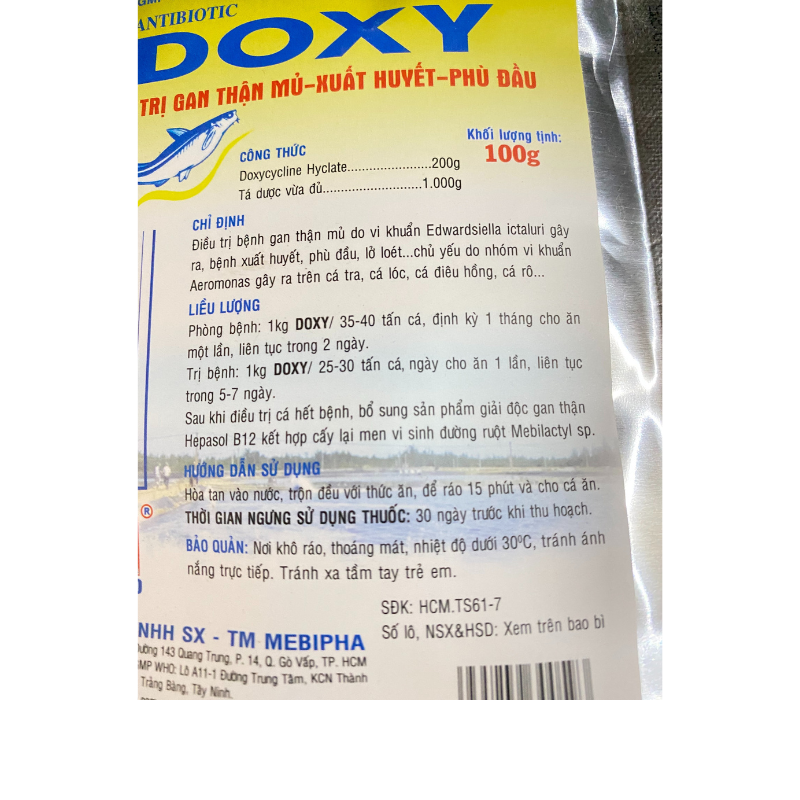 ANTIBIOTIC
DOXY
TRỊ GAN THẬN MỦ-XUẤT HUYẾT-PHÙ ĐẦU
Khối lượng tịnh:
100g
CÔNG THỨC
Doxycycline Hyclate.......................200g
Tá dược vừa đủ...........................1.000g
CHỈ ĐỊNH
Điều trị bệnh gan thận mủ do vi khuẩn Edwardsiella ictaluri gây
ra, bệnh xuất huyết, phù đầu, lở loét...chủ yếu do nhóm vi khuẩn
Aeromonas gây ra trên cá tra, cá lóc, cá điêu hồng, cá rô...
LIỀU LƯỢNG
Phòng bệnh: 1kg DOXY/ 35-40 tấn cá, định kỳ 1 tháng cho ăn
một lần, liên tục trong 2 ngày.
Trị bệnh: 1kg DOXY/ 25-30 tấn cá, ngày cho ăn 1 lần, liên tục
trong 5-7 ngày.
Sau khi điều trị cá hết bệnh, bổ sung sản phẩm giải độc gan thận
Hepasol B12 kết hợp cấy lại men vi sinh đường ruột Mebilactyl sp.
HƯỚNG DẪN SỬ DỤNG
Hòa tan vào nước, trộn đều với thức ăn, để ráo 15 phút và cho cá ăn.
THỜI GIAN NGƯNG SỬ DỤNG THUỐC: 30 ngày trước khi thu hoạch.
BẢO QUẢN: Nơi khô ráo, thoáng mát, nhiệt độ dưới 30⁰C, tránh ánh
nắng trực tiếp. Tránh xa tầm tay trẻ em.
SĐK: HCM.TS61-7
Số lô, NSX&HSD: Xem trên bao bì
NHH SX - TM MEBIPHA
Đường 143 Quang Trung, P. 14, Q. Gò Vấp, TP. HCM
GMP WHO: Lô A11-1 Đường Trung Tâm, KCN Thành
Trảng Bàng, Tây Ninh.